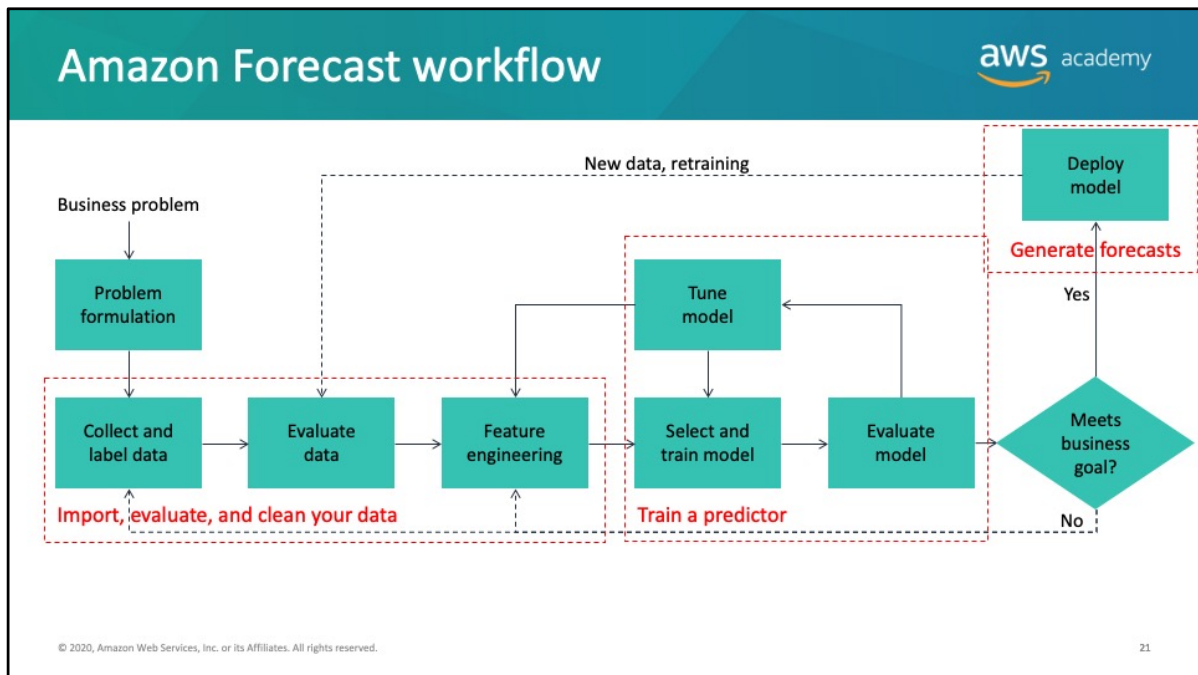 Amazon Forecast workflow
aws academy
New data, retraining
Deploy
model
Generate forecasts
Business problem
Problem
formulation
Tune
model
Yes
Collect and
label data
Evaluate
data
Feature
engineering
Select and
train model
Evaluate
model
Meets
business
goal?
Import, evaluate, and clean your data
Train a predictor
No
© 2020, Amazon Web Services, Inc. or its Affiliates. All rights reserved.
21